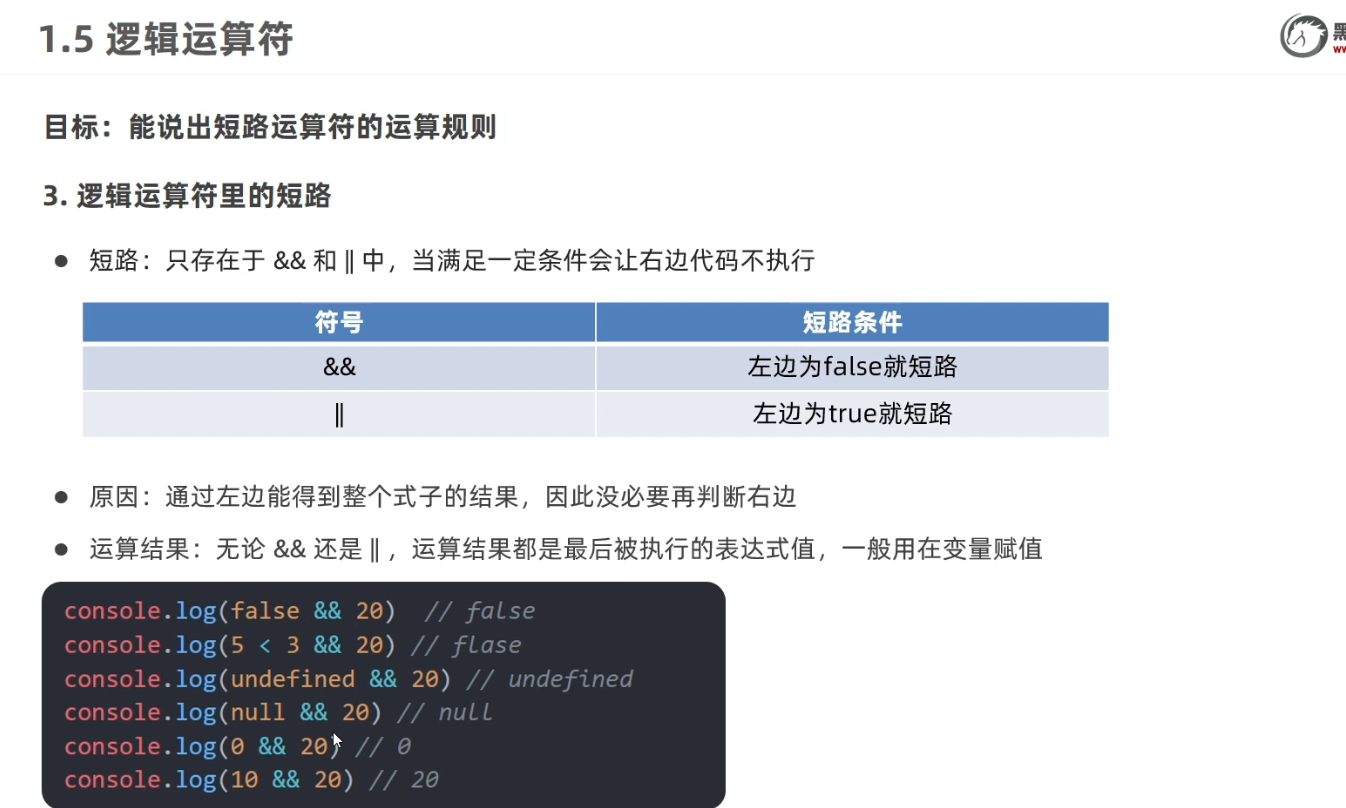 1.5 逻辑运算符
黑
ww
目标：能说出短路运算符的运算规则
3. 逻辑运算符里的短路
● 短路：只存在于 && 和 || 中，当满足一定条件会让右边代码不执行
符号 短路条件
&& 左边为false就短路
|| 左边为true就短路
● 原因：通过左边能得到整个式子的结果，因此没必要再判断右边
● 运算结果：无论 && 还是 || ，运算结果都是最后被执行的表达式值，一般用在变量赋值
console.log(false && 20)  // false
console.log(5 < 3 && 20) // flase
console.log(undefined && 20) // undefined
console.log(null && 20) // null
console.log(0 && 20) // 0
console.log(10 && 20) // 20